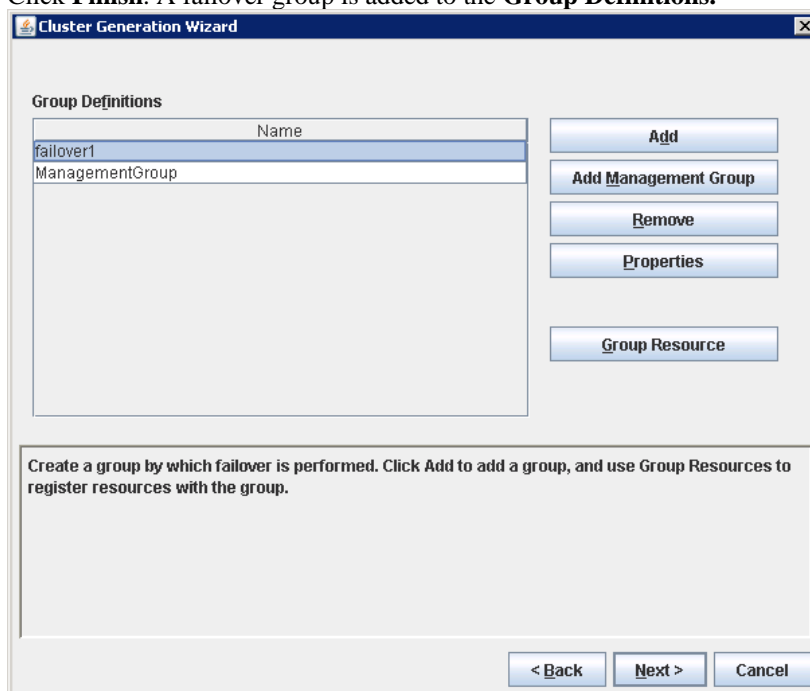 Click Finish. A failover group is added to the Group Definitions.
Cluster Generation Wizard
Group Definitions
Name
failover1
ManagementGroup
Add
Add Management Group
Remove
Properties
Group Resource
Create a group by which failover is performed. Click Add to add a group, and use Group Resources to
register resources with the group.
< Back
Next >
Cancel